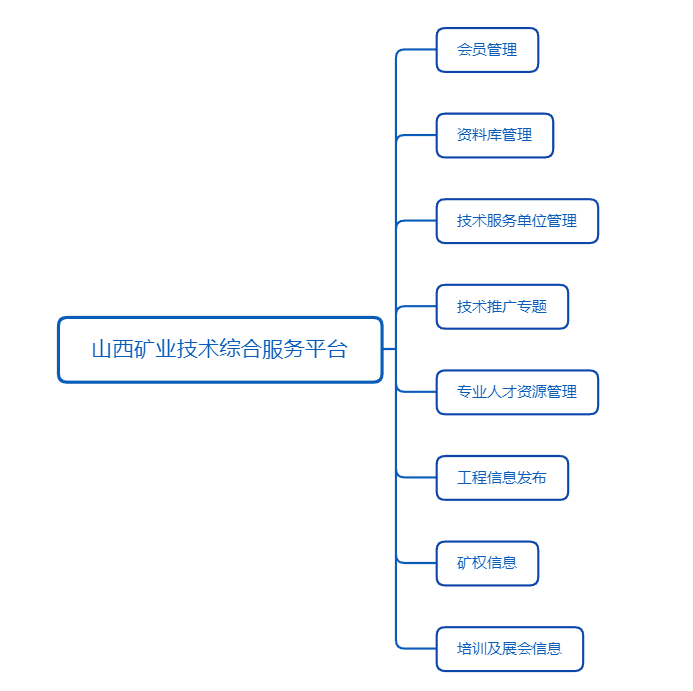 会员管理
资料库管理
技术服务单位管理
技术推广专题
山西矿业技术综合服务平台
专业人才资源管理
工程信息发布
矿权信息
培训及展会信息